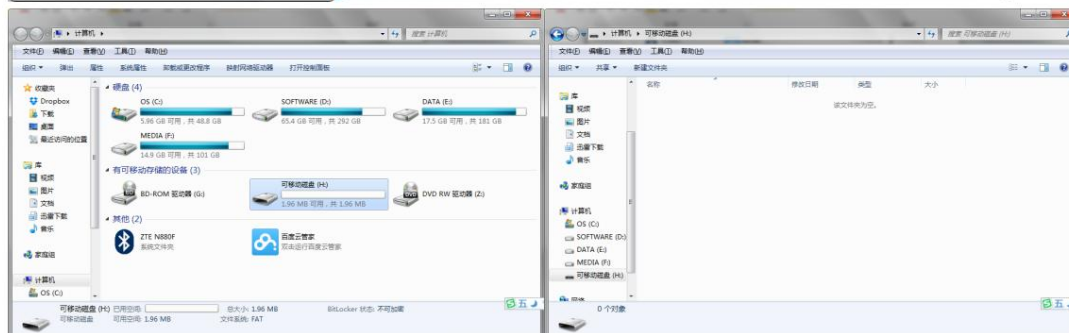 计算机
搜索 计算机
文件(F) 编辑(E) 查看(V) 工具(T) 帮助(H)
组织 弹出 属性 系统属性 卸载或更改程序 映射网络驱动器 打开控制面板
收藏夹
Dropbox
下载
桌面
最近访问的位置
库
视频
图片
文档
迅雷下载
音乐
家庭组
计算机
OS (C:)
硬盘 (4)
OS (C:)
5.96 GB 可用，共 48.8 GB
SOFTWARE (D:)
65.4 GB 可用，共 292 GB
DATA (E:)
17.5 GB 可用，共 181 GB
MEDIA (F:)
14.9 GB 可用，共 101 GB
有可移动存储的设备 (3)
BD-ROM 驱动器 (G:)
可移动磁盘 (H:)
1.96 MB 可用，共 1.96 MB
DVD RW 驱动器 (Z:)
DVD
其他 (2)
ZTE N880F
系统文件夹
百度云管家
双击运行百度云管家
可移动磁盘 (H:) 已用空间: 总大小: 1.96 MB BitLocker 状态: 不可加密
可移动磁盘 可用空间: 1.96 MB 文件系统: FAT
五
计算机 可移动磁盘 (H:)
搜索 可移动磁盘 (H:)
文件(F) 编辑(E) 查看(V) 工具(T) 帮助(H)
组织 共享 新建文件夹
库
视频
图片
文档
迅雷下载
音乐
家庭组
计算机
OS (C:)
SOFTWARE (D:)
DATA (E:)
MEDIA (F:)
可移动磁盘 (H:)
名称 修改日期 类型 大小
该文件夹为空。
0 个对象
五